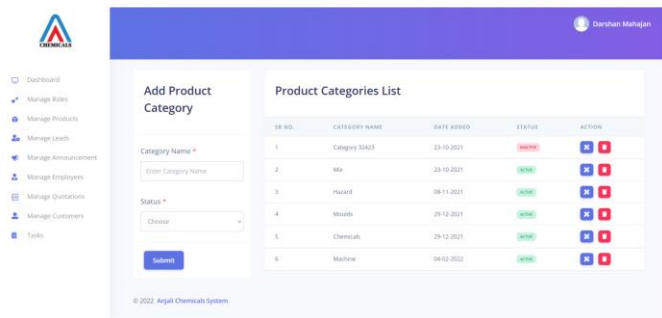 CHEMICALS
Darshan Mahajan
Dashboard
Manage Roles
Manage Products
Manage Leads
Manage Announcement
Manage Employees
Manage Quotations
Manage Customers
Tasks
Add Product
Category
Category Name *
Enter Category Name
Status *
Choose
Submit
Product Categories List
SR NO. CATEGORY NAME DATE ADDED STATUS ACTION
1 Category 32423 23-10-2021 INACTIVE
2 Mix 23-10-2021 ACTIVE
3 Hazard 08-11-2021 ACTIVE
4 Moulds 29-12-2021 ACTIVE
5 Chemicals 29-12-2021 ACTIVE
6 Machine 04-02-2022 ACTIVE
© 2022 Anjali Chemicals System